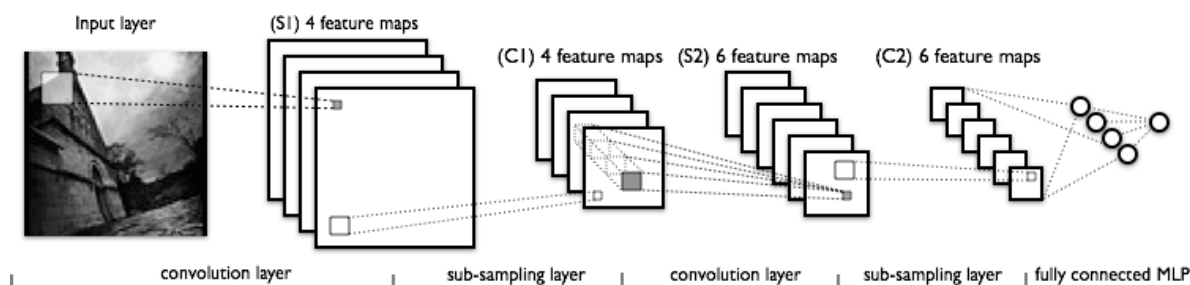 Input layer
(S1) 4 feature maps
(C1) 4 feature maps
(S2) 6 feature maps
(C2) 6 feature maps
convolution layer
sub-sampling layer
convolution layer
sub-sampling layer
fully connected MLP